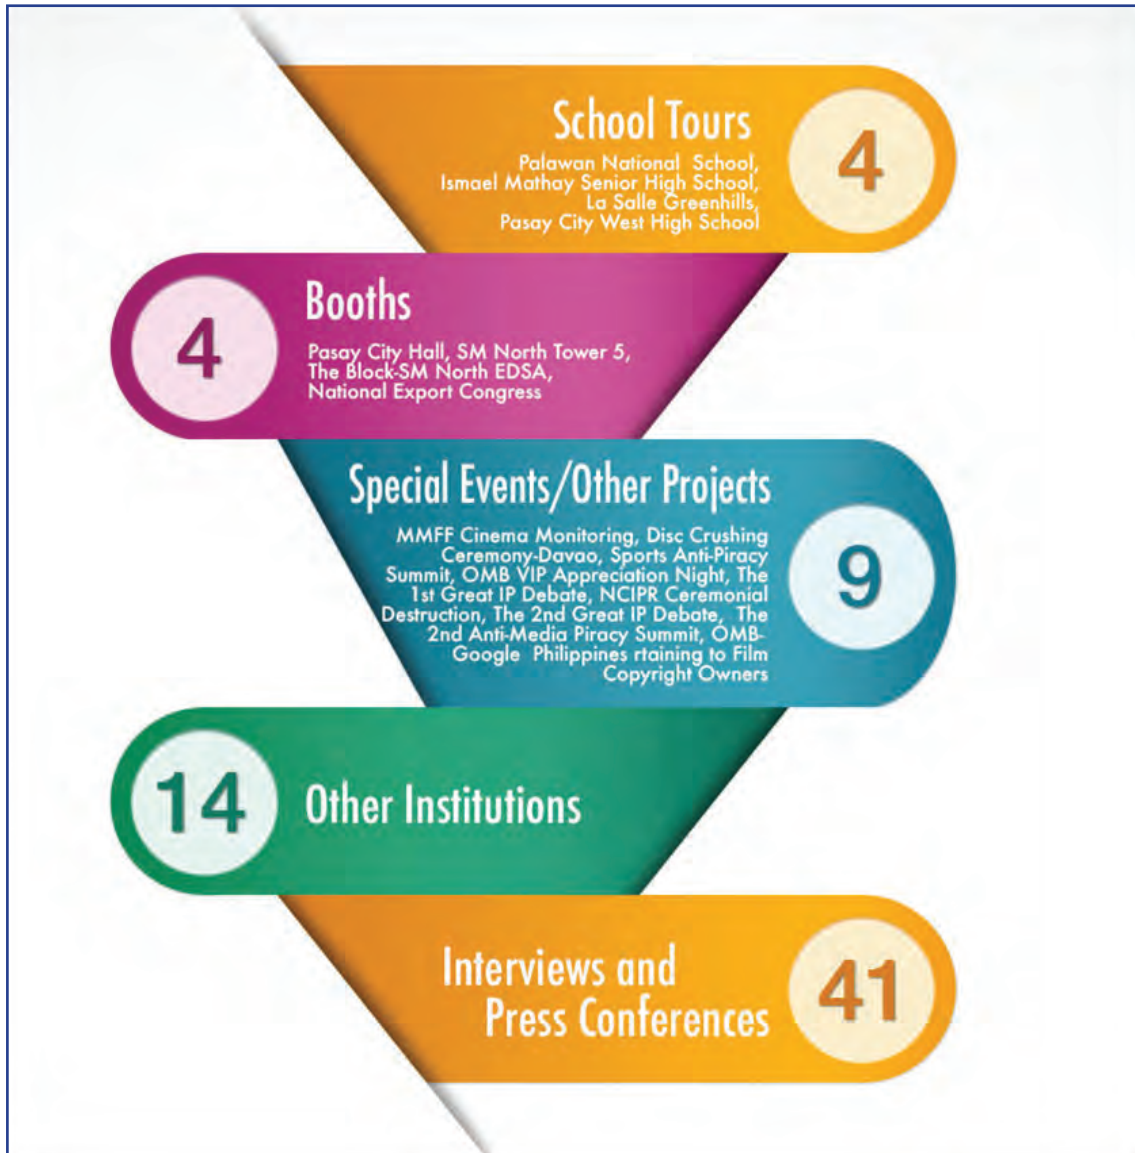 School Tours
Palawan National School,
Ismael Mathay Senior High School,
La Salle Greenhills,
Pasay City West High School
4
4
Booths
Pasay City Hall, SM North Tower 5,
The Block-SM North EDSA,
National Export Congress
Special Events/Other Projects
MMFF Cinema Monitoring, Disc Crushing
Ceremony-Davao, Sports Anti-Piracy
Summit, OMB VIP Appreciation Night, The
1st Great IP Debate, NCIPR Ceremonial
Destruction, The 2nd Great IP Debate, The
2nd Anti-Media Piracy Summit, OMB-
Google Philippines rtaining to Film
Copyright Owners
9
14
Other Institutions
Interviews and
Press Conferences
41